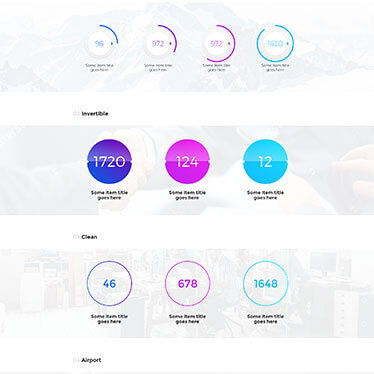 96 972 972 1620
Some item title Some item title Some item title Some item title
goes here goes here goes here goes here
Invertible
1720 124 12
Some item title Some item title Some item title
goes here goes here goes here
Clean
46 678 1648
Some item title Some item title Some item title
goes here goes here goes here
Airport